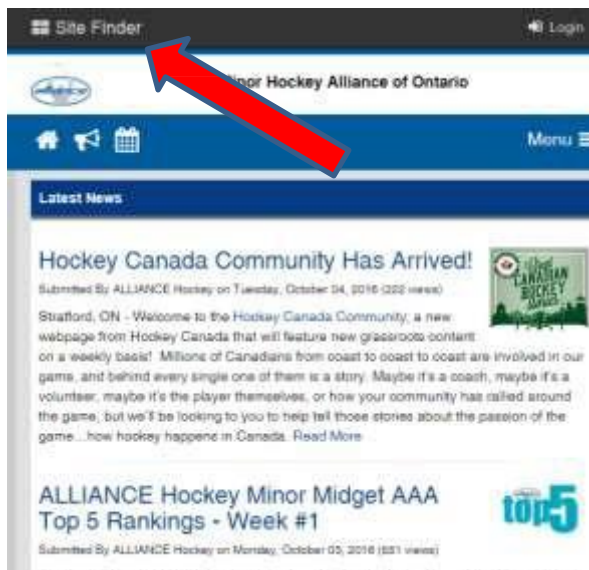 Site Finder
Login
inor Hockey Alliance of Ontario
Menu
Latest News
Hockey Canada Community Has Arrived!
Submitted By ALLIANCE Hockey on Tuesday, October 04, 2016 (222 views)
Stratford, ON - Welcome to the Hockey Canada Community, a new
webpage from Hockey Canada that will feature new grassroots content
on a weekly basis! Millions of Canadians from coast to coast to coast are involved in our
game, and behind every single one of them is a story. Maybe it's a coach, maybe it's a
volunteer, maybe it's the player themselves, or how your community has rallied around
the game, but we'll be looking to you to help tell those stories about the passion of the
game...how hockey happens in Canada. Read More
CANADIAN
HOCKEY
ALLIANCE Hockey Minor Midget AAA
Top 5 Rankings - Week #1
top5
Submitted By ALLIANCE Hockey on Monday, October 03, 2016 (551 views)